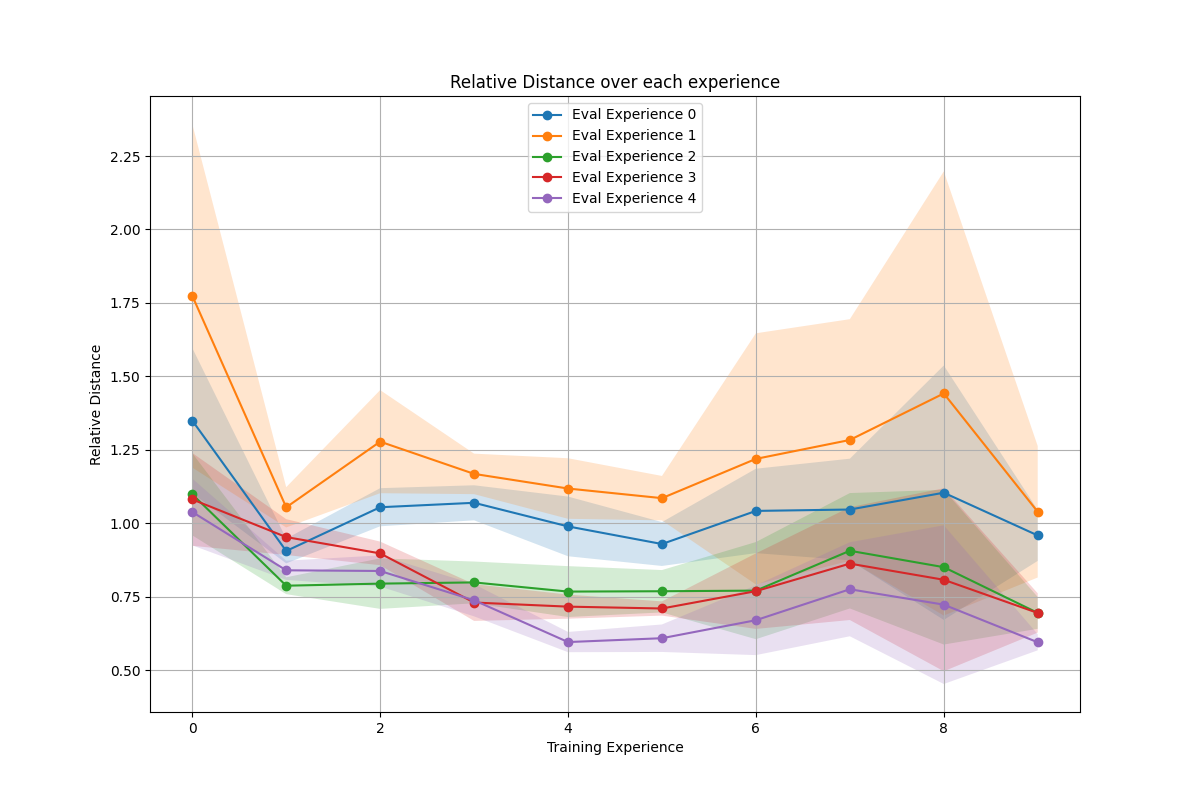 Relative Distance over each experience
Eval Experience 0
Eval Experience 1
Eval Experience 2
Eval Experience 3
Eval Experience 4
Relative Distance
2.25
2.00
1.75
1.50
1.25
1.00
0.75
0.50
0 2 4 6 8
Training Experience